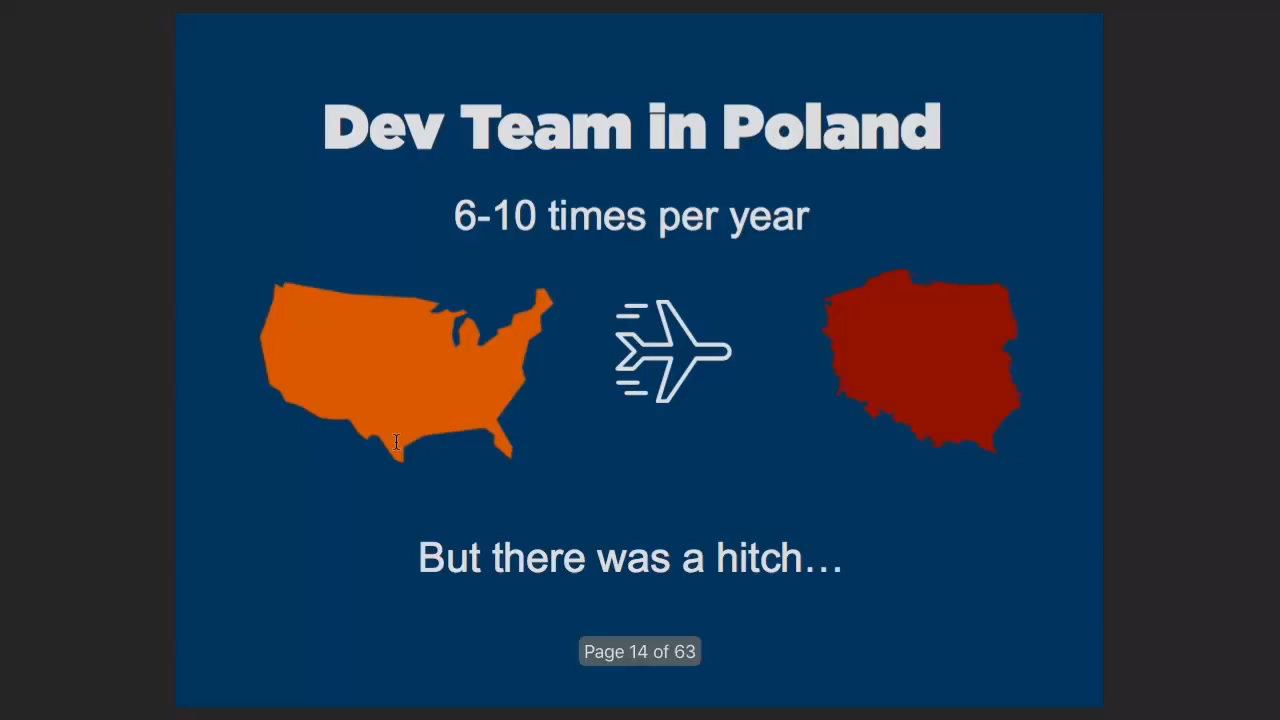 Dev Team in Poland
6-10 times per year
But there was a hitch…
Page 14 of 63